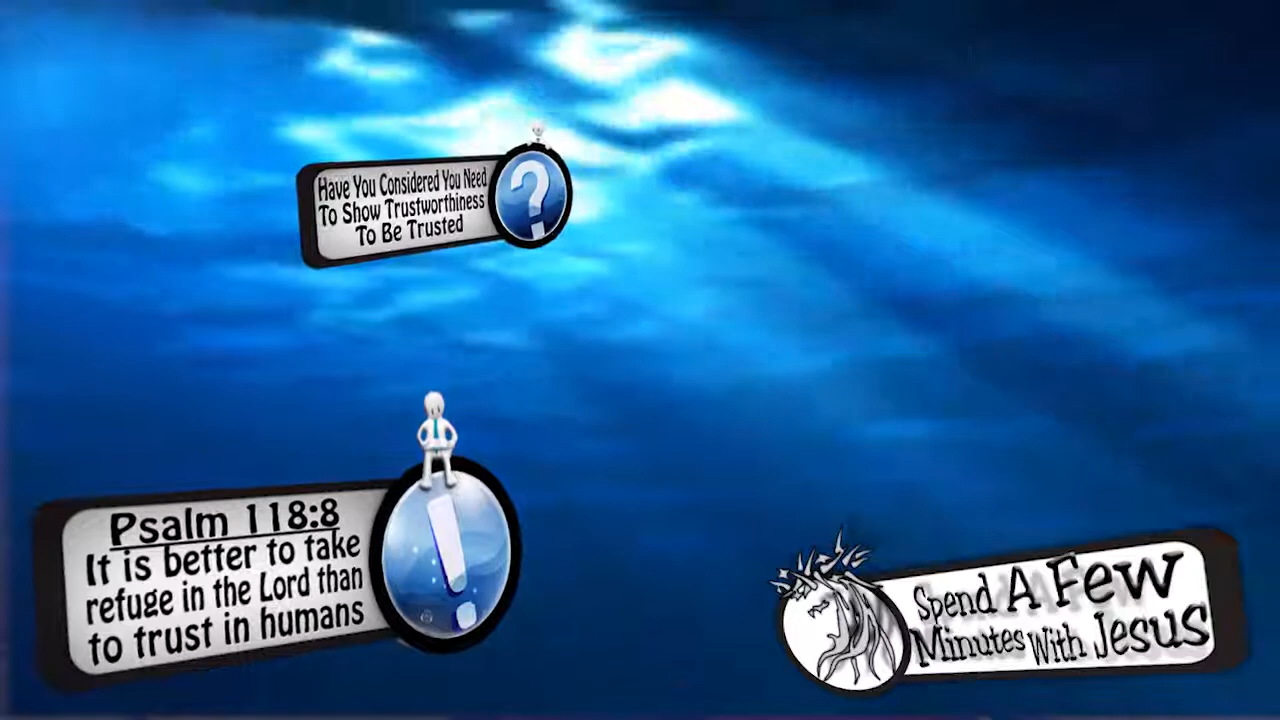 Have You Considered You Need
To Show Trustworthiness
To Be Trusted
?
Psalm 118:8
It is better to take
refuge in the Lord than
to trust in humans
!
Spend A Few
Minutes With Jesus